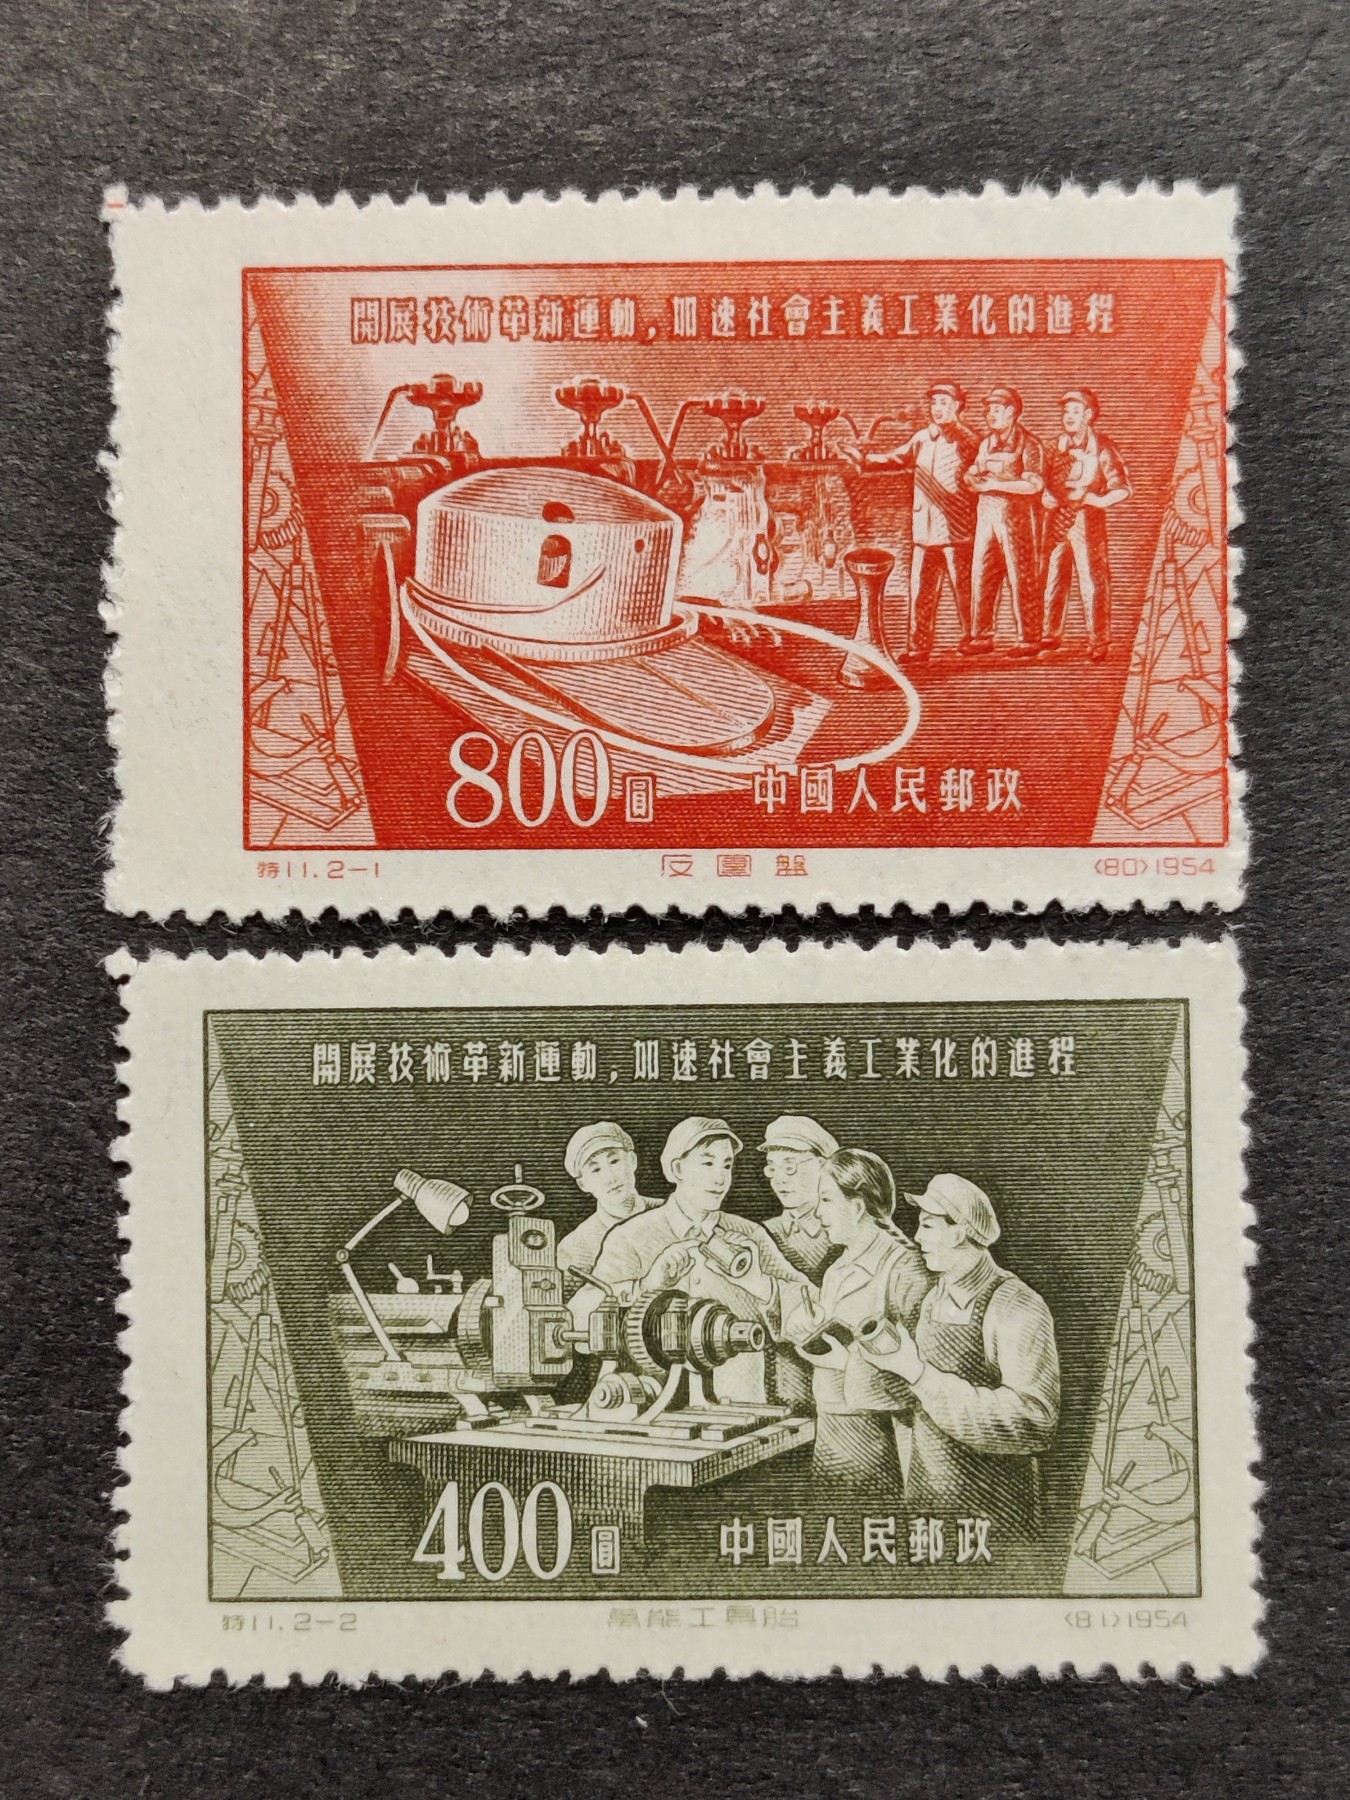 開展技術革新運動，加速社會主義工業化的進程
800圓 中國人民郵政
特11.2-1 反圍盤 (80)1954
開展技術革新運動，加速社會主義工業化的進程
400圓 中國人民郵政
特11.2-2 萬能工具胎 (81)1954